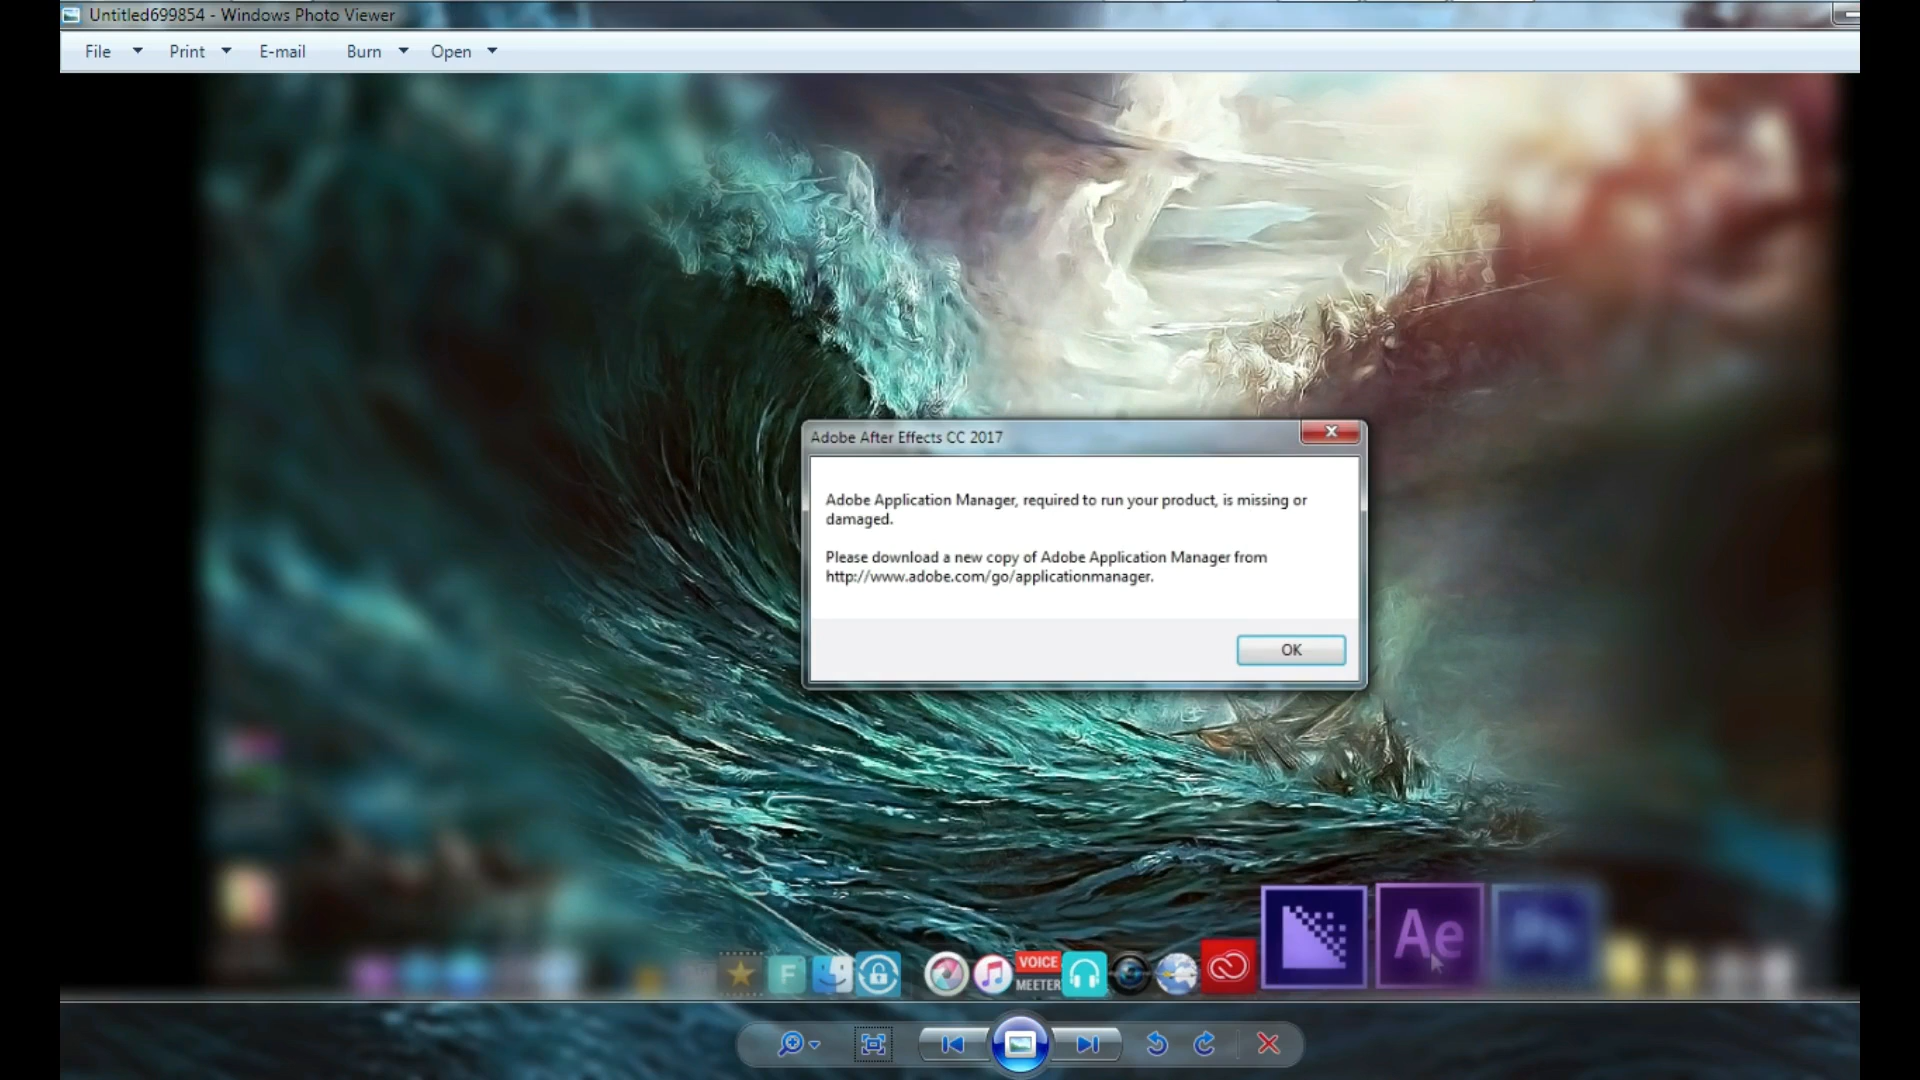 Untitled699854 - Windows Photo Viewer
File Print E-mail Burn Open
Adobe After Effects CC 2017
Adobe Application Manager, required to run your product, is missing or
damaged.
Please download a new copy of Adobe Application Manager from
http://www.adobe.com/go/applicationmanager.
OK
Ae
F
VOICE
MEETER